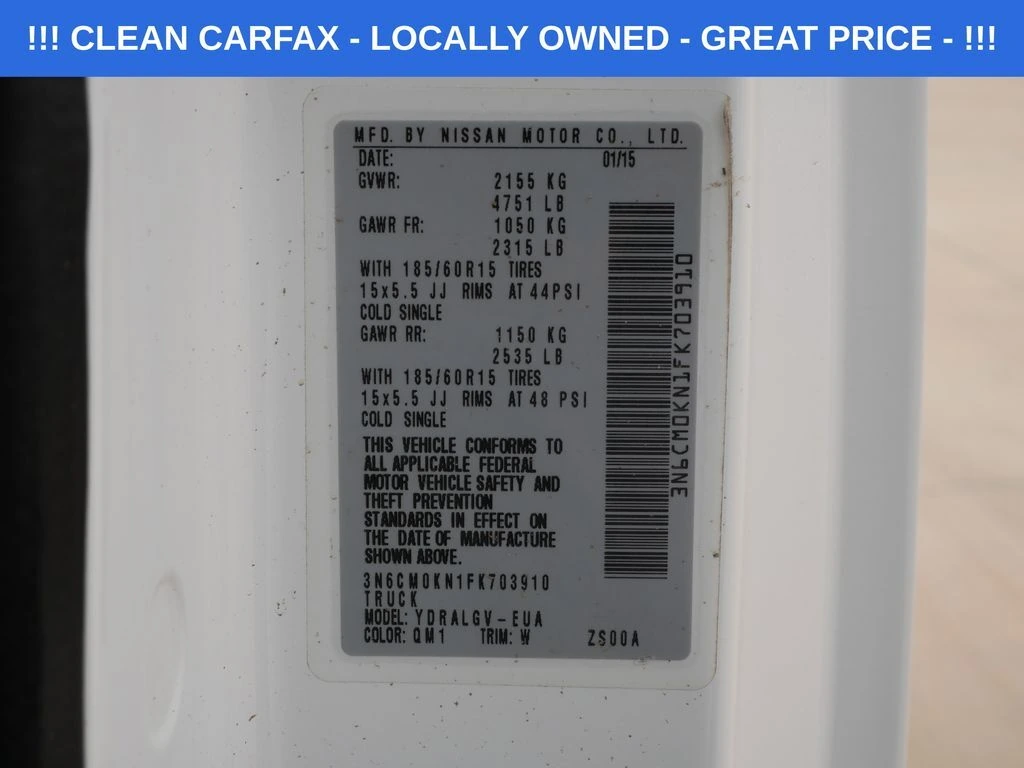 !!! CLEAN CARFAX - LOCALLY OWNED - GREAT PRICE - !!!
MFD. BY NISSAN MOTOR CO., LTD.
DATE: 01/15
GVWR: 2155 KG
4751 LB
GAWR FR: 1050 KG
2315 LB
WITH 185/60R15 TIRES
15x5.5 JJ RIMS AT 44PSI
COLD SINGLE
GAWR RR: 1150 KG
2535 LB
WITH 185/60R15 TIRES
15x5.5 JJ RIMS AT 48 PSI
COLD SINGLE
THIS VEHICLE CONFORMS TO
ALL APPLICABLE FEDERAL
MOTOR VEHICLE SAFETY AND
THEFT PREVENTION
STANDARDS IN EFFECT ON
THE DATE OF MANUFACTURE
SHOWN ABOVE.
3N6CM0KN1FK703910
TRUCK
MODEL: YDRALGV-EUA
COLOR: QM1 TRIM: W ZS00A
3N6CM0KN1FK703910